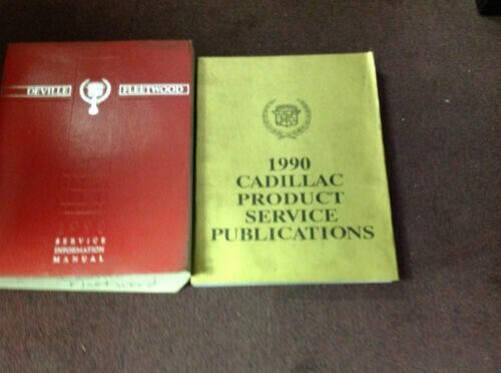 DEVILLE FLEETWOOD
SERVICE
INFORMATION
MANUAL
Fleetwood
1990
CADILLAC
PRODUCT
SERVICE
PUBLICATIONS